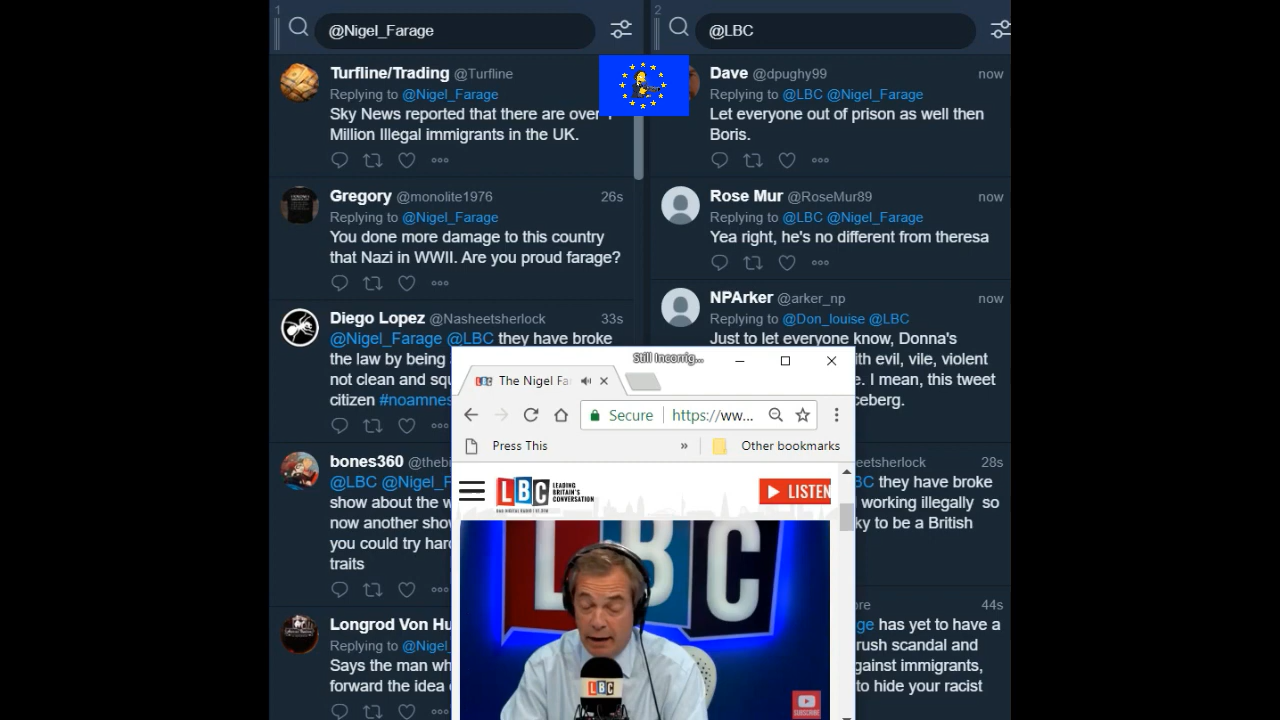 1
@Nigel_Farage
Turfline/Trading @Turfline
Replying to @Nigel_Farage
Sky News reported that there are over
Million Illegal immigrants in the UK.
Gregory @monolite1976 26s
Replying to @Nigel_Farage
You done more damage to this country
that Nazi in WWII. Are you proud farage?
Diego Lopez @Nasheetsherlock 33s
@Nigel_Farage @LBC they have broke
the law by being
not clean and squ
citizen #noamnes
bones360 @thebi
@LBC @Nigel_F
show about the w
now another show
you could try hard
traits
Longrod Von Hu
Replying to @Nigel_
Says the man wh
forward the idea
2
@LBC
Dave @dpughy99 now
Replying to @LBC @Nigel_Farage
Let everyone out of prison as well then
Boris.
Rose Mur @RoseMur89 now
Replying to @LBC @Nigel_Farage
Yea right, he's no different from theresa
NPArker @arker_np now
Replying to @Don_louise @LBC
Just to let everyone know, Donna's
ith evil, vile, violent
e. I mean, this tweet
ceberg.
eetsherlock 28s
BC they have broke
working illegally so
ky to be a British
ore 44s
ge has yet to have a
rush scandal and
gainst immigrants,
to hide your racist
Still Incorrig...
The Nigel Fa
Secure https://ww...
Press This » Other bookmarks
LBC LEADING
BRITAIN'S
CONVERSATION
LISTEN
LBC
LBC
SUBSCRIBE